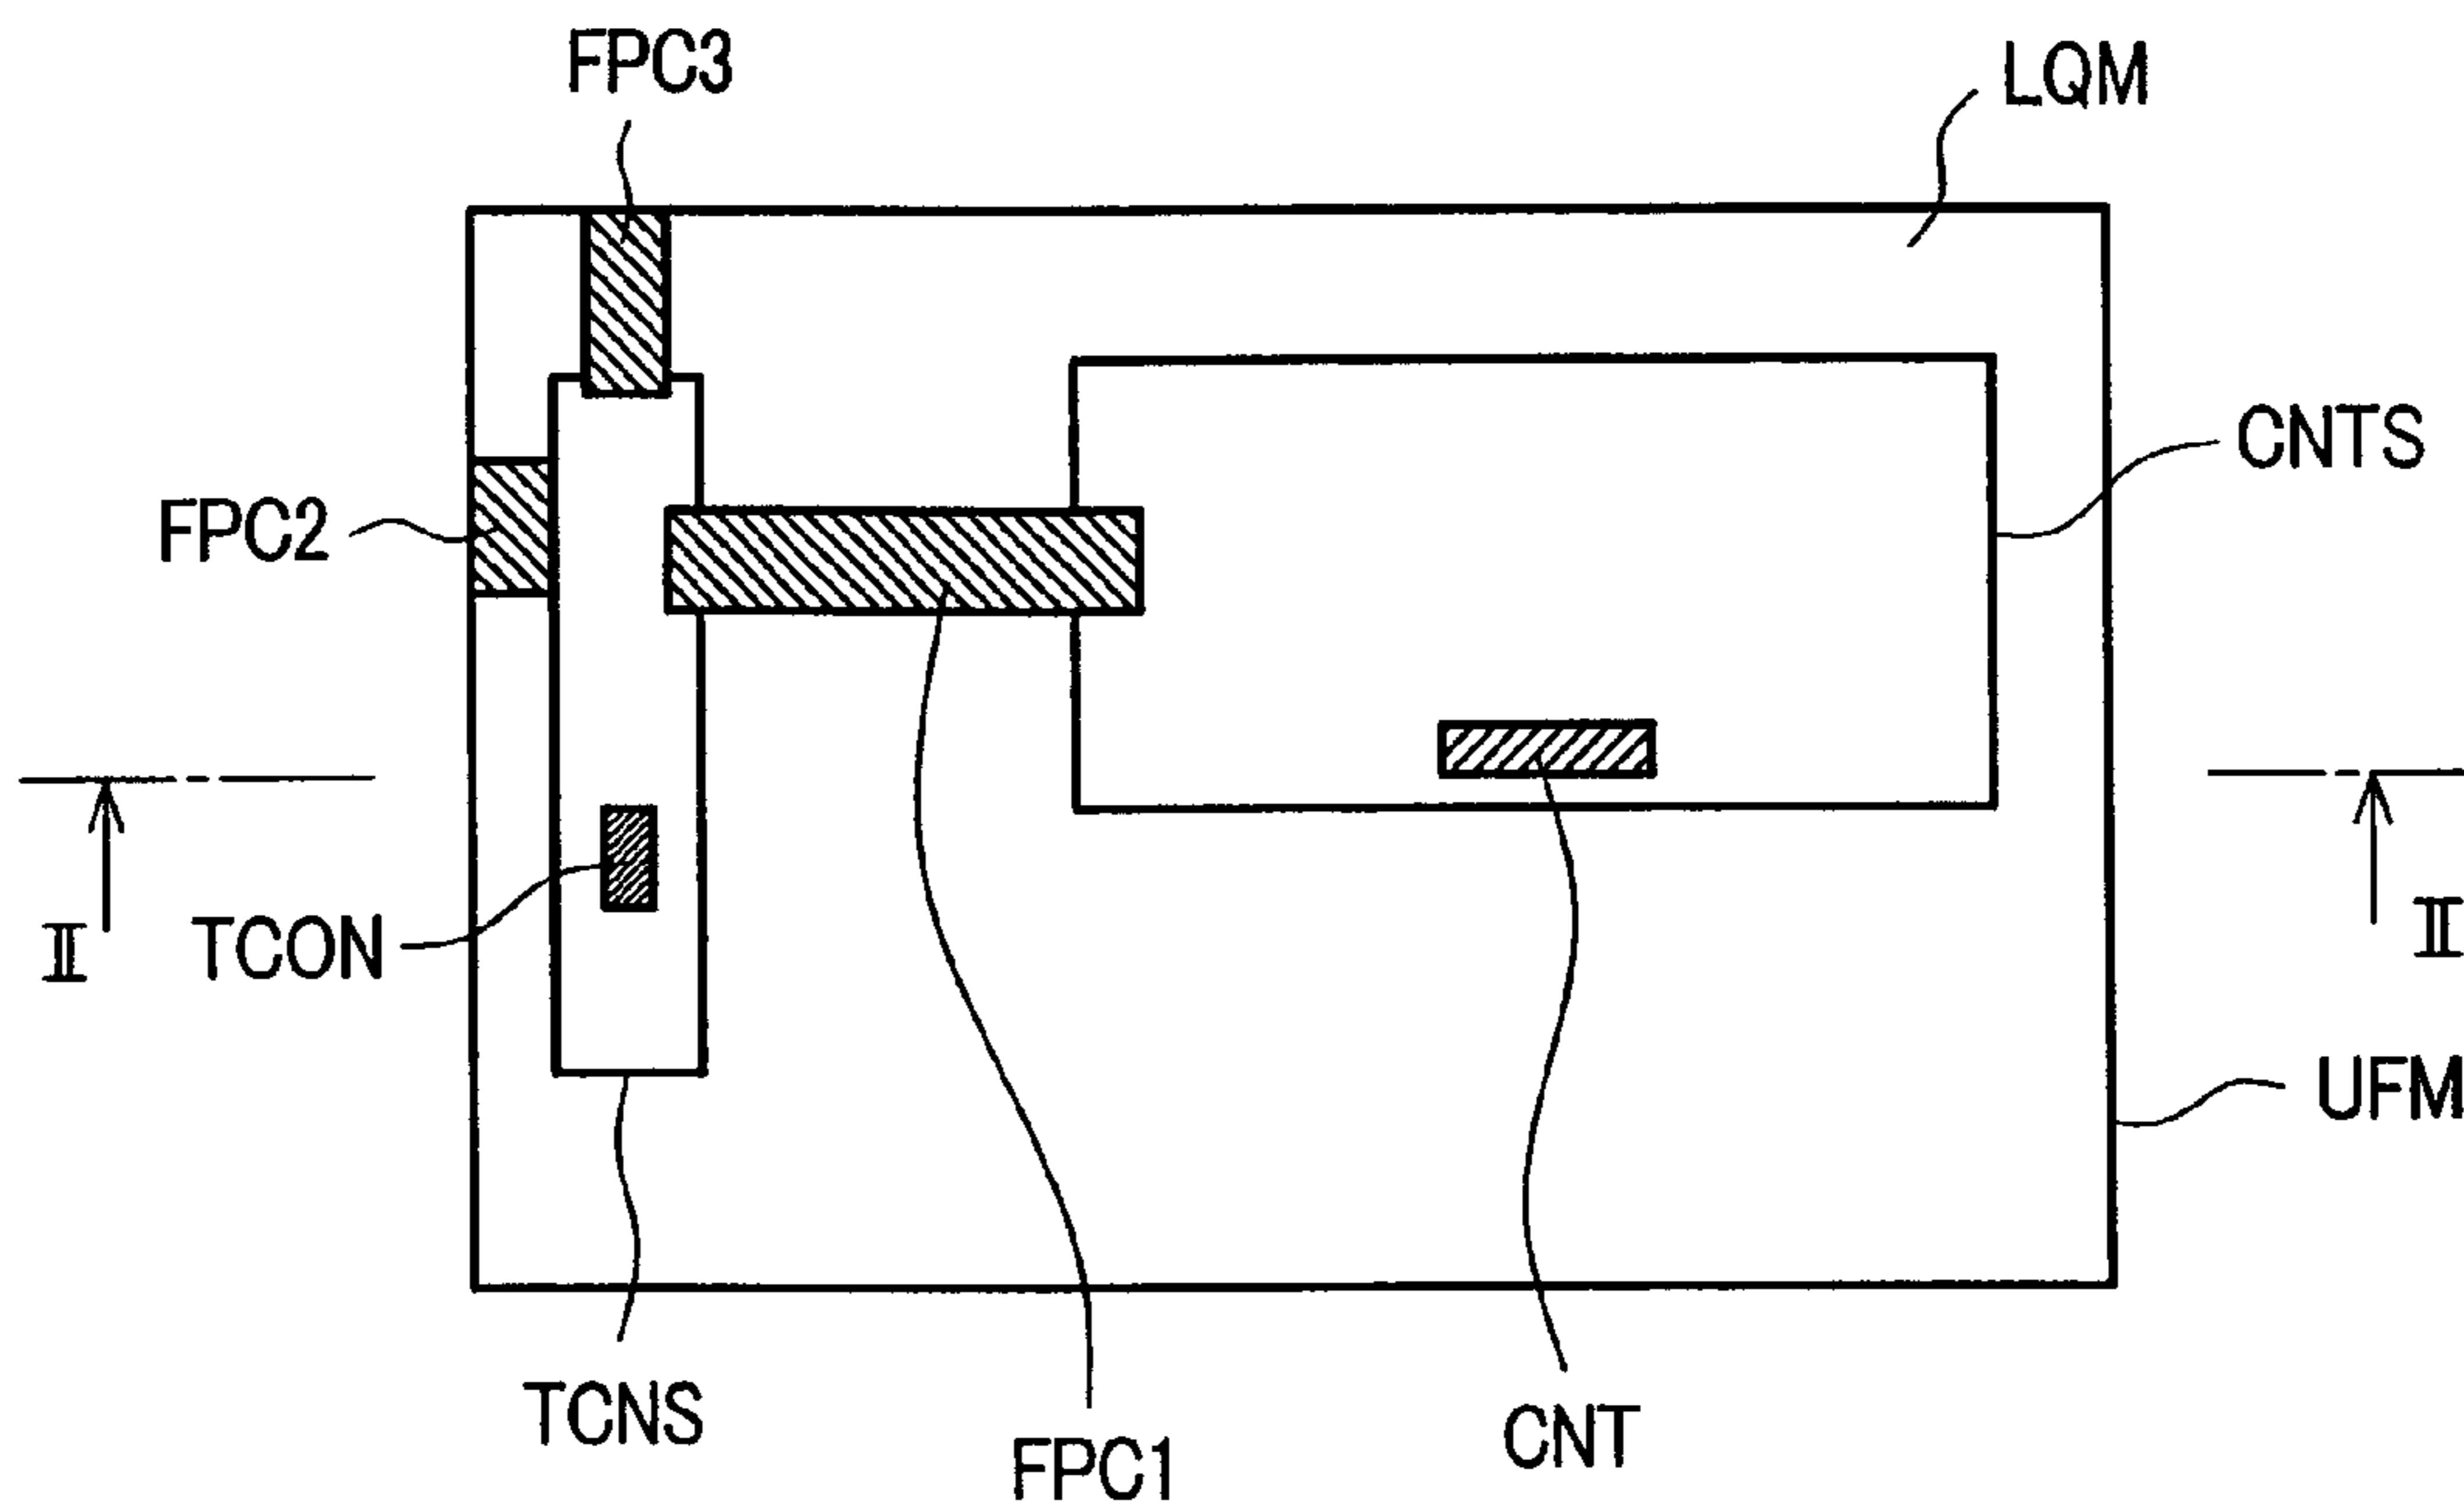 FPC3
LQM
CNTS
FPC2
II
TCON
II
UFM
TCNS
CNT
FPC1